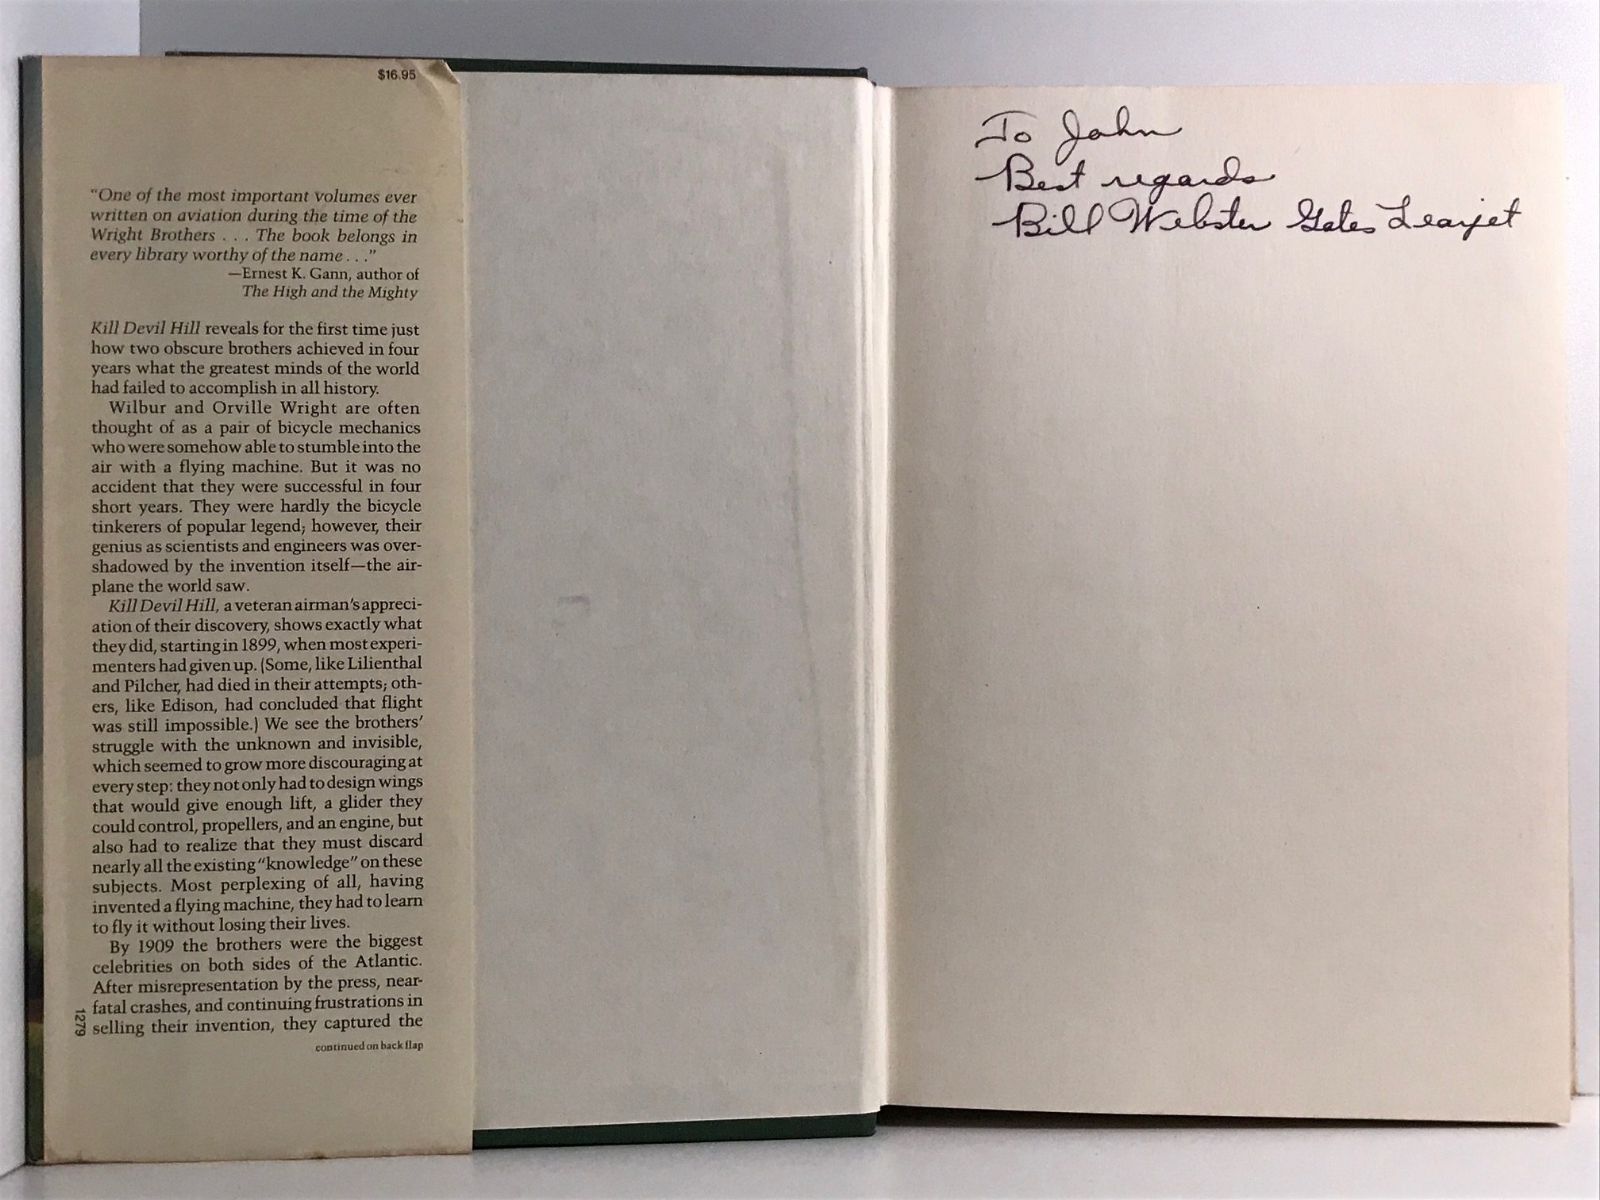 $16.95
"One of the most important volumes ever
written on aviation during the time of the
Wright Brothers . . . The book belongs in
every library worthy of the name . . ."
—Ernest K. Gann, author of
The High and the Mighty
Kill Devil Hill reveals for the first time just
how two obscure brothers achieved in four
years what the greatest minds of the world
had failed to accomplish in all history.
Wilbur and Orville Wright are often
thought of as a pair of bicycle mechanics
who were somehow able to stumble into the
air with a flying machine. But it was no
accident that they were successful in four
short years. They were hardly the bicycle
tinkerers of popular legend; however, their
genius as scientists and engineers was over-
shadowed by the invention itself—the air-
plane the world saw.
Kill Devil Hill, a veteran airman's appreci-
ation of their discovery, shows exactly what
they did, starting in 1899, when most experi-
menters had given up. (Some, like Lilienthal
and Pilcher, had died in their attempts; oth-
ers, like Edison, had concluded that flight
was still impossible.) We see the brothers'
struggle with the unknown and invisible,
which seemed to grow more discouraging at
every step: they not only had to design wings
that would give enough lift, a glider they
could control, propellers, and an engine, but
also had to realize that they must discard
nearly all the existing "knowledge" on these
subjects. Most perplexing of all, having
invented a flying machine, they had to learn
to fly it without losing their lives.
By 1909 the brothers were the biggest
celebrities on both sides of the Atlantic.
After misrepresentation by the press, near-
fatal crashes, and continuing frustrations in
selling their invention, they captured the
continued on back flap
1279
To John
Best regards
Bill Webster Gates Learjet